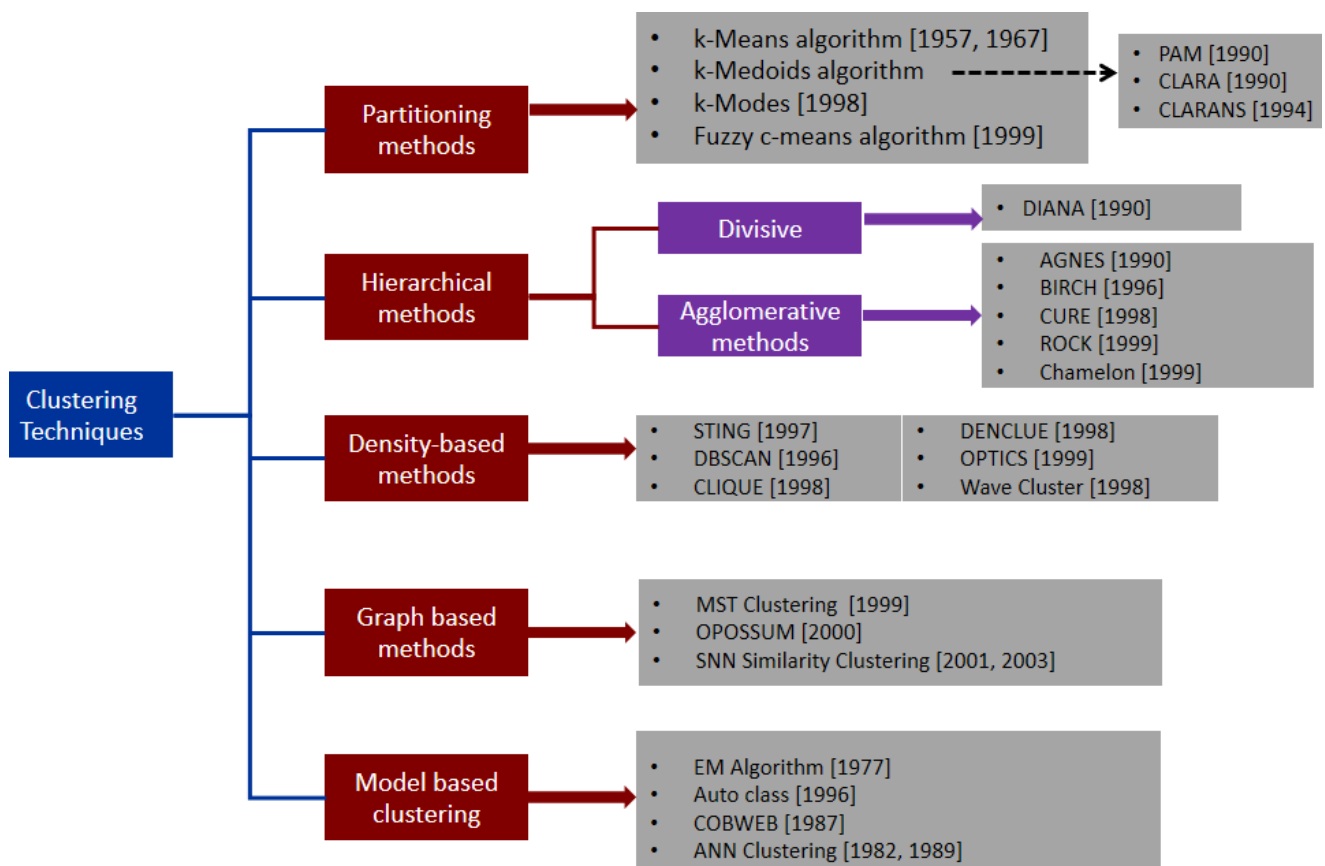 Clustering
Techniques
Partitioning
methods
• k-Means algorithm [1957, 1967]
• k-Medoids algorithm
• k-Modes [1998]
• Fuzzy c-means algorithm [1999]
• PAM [1990]
• CLARA [1990]
• CLARANS [1994]
Hierarchical
methods
Divisive
• DIANA [1990]
Agglomerative
methods
• AGNES [1990]
• BIRCH [1996]
• CURE [1998]
• ROCK [1999]
• Chamelon [1999]
Density-based
methods
• STING [1997]
• DBSCAN [1996]
• CLIQUE [1998]
• DENCLUE [1998]
• OPTICS [1999]
• Wave Cluster [1998]
Graph based
methods
• MST Clustering [1999]
• OPOSSUM [2000]
• SNN Similarity Clustering [2001, 2003]
Model based
clustering
• EM Algorithm [1977]
• Auto class [1996]
• COBWEB [1987]
• ANN Clustering [1982, 1989]